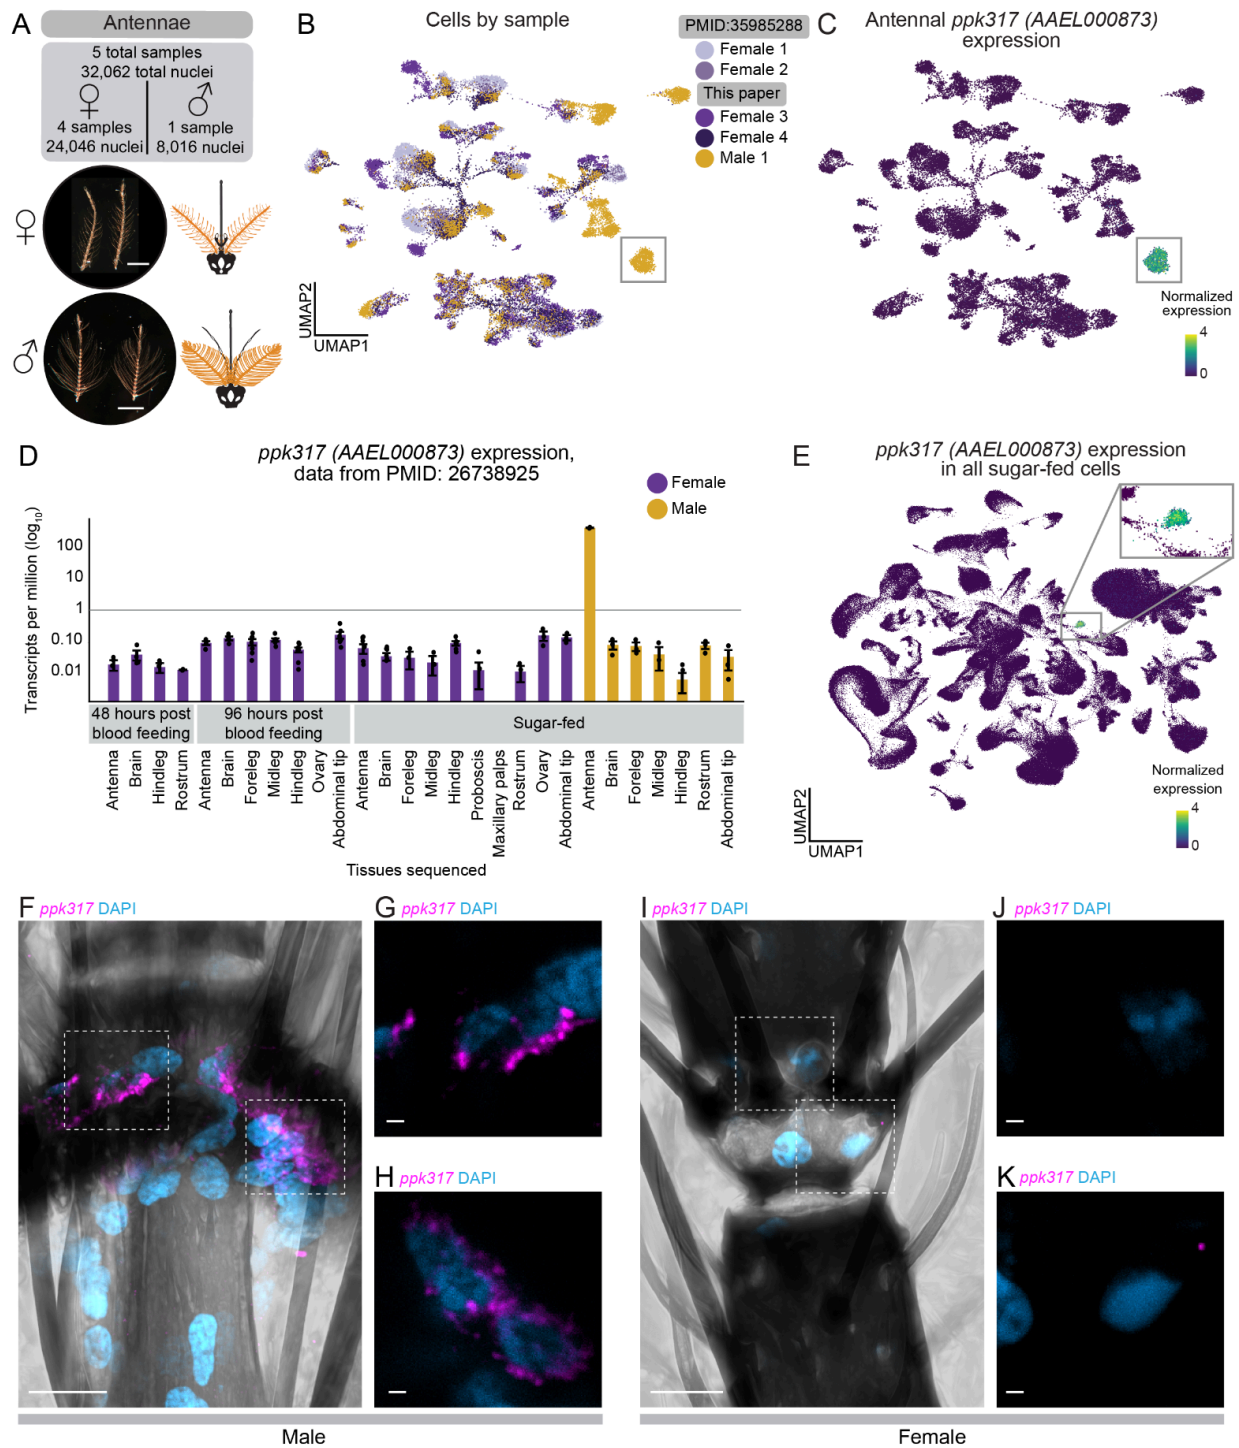 A
Antennae
5 total samples
32,062 total nuclei
♀
♂
4 samples
24,046 nuclei
1 sample
8,016 nuclei
♀
♂
B
Cells by sample
PMID:35985288
Female 1
Female 2
This paper
Female 3
Female 4
Male 1
UMAP2
UMAP1
C
Antennal ppk317 (AAEL000873)
expression
Normalized
expression
4
0
D
ppk317 (AAEL000873) expression,
data from PMID: 26738925
Female
Male
Transcripts per million (log10)
100
10
1
0.10
0.01
48 hours post
blood feeding
96 hours post
blood feeding
Sugar-fed
Antenna
Brain
Hindleg
Rostrum
Antenna
Brain
Foreleg
Midleg
Hindleg
Ovary
Abdominal tip
Antenna
Brain
Foreleg
Midleg
Hindleg
Proboscis
Maxillary palps
Rostrum
Ovary
Abdominal tip
Antenna
Brain
Foreleg
Midleg
Hindleg
Rostrum
Abdominal tip
Tissues sequenced
E
ppk317 (AAEL000873) expression
in all sugar-fed cells
Normalized
expression
4
0
UMAP2
UMAP1
F
ppk317 DAPI
G
ppk317 DAPI
H
ppk317 DAPI
Male
I
ppk317 DAPI
J
ppk317 DAPI
K
ppk317 DAPI
Female